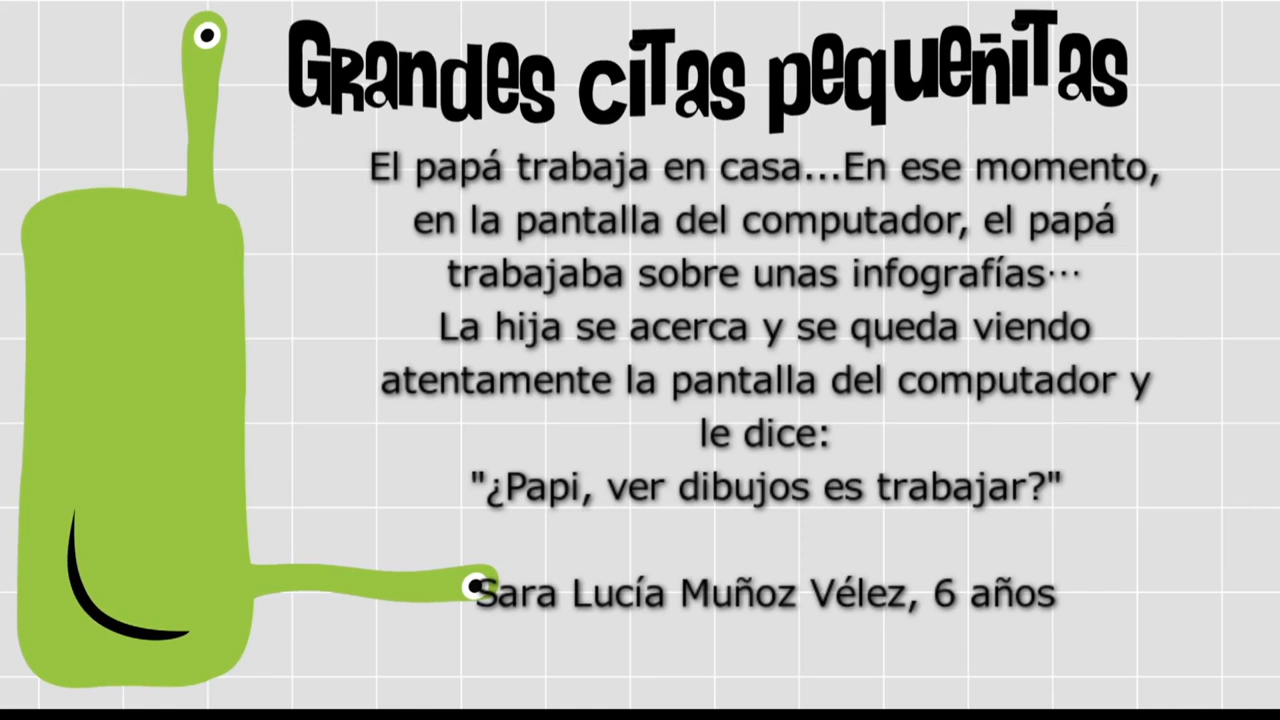 Grandes citas pequeñitas
El papá trabaja en casa...En ese momento,
en la pantalla del computador, el papá
trabajaba sobre unas infografías···
La hija se acerca y se queda viendo
atentamente la pantalla del computador y
le dice:
"¿Papi, ver dibujos es trabajar?"
Sara Lucía Muñoz Vélez, 6 años